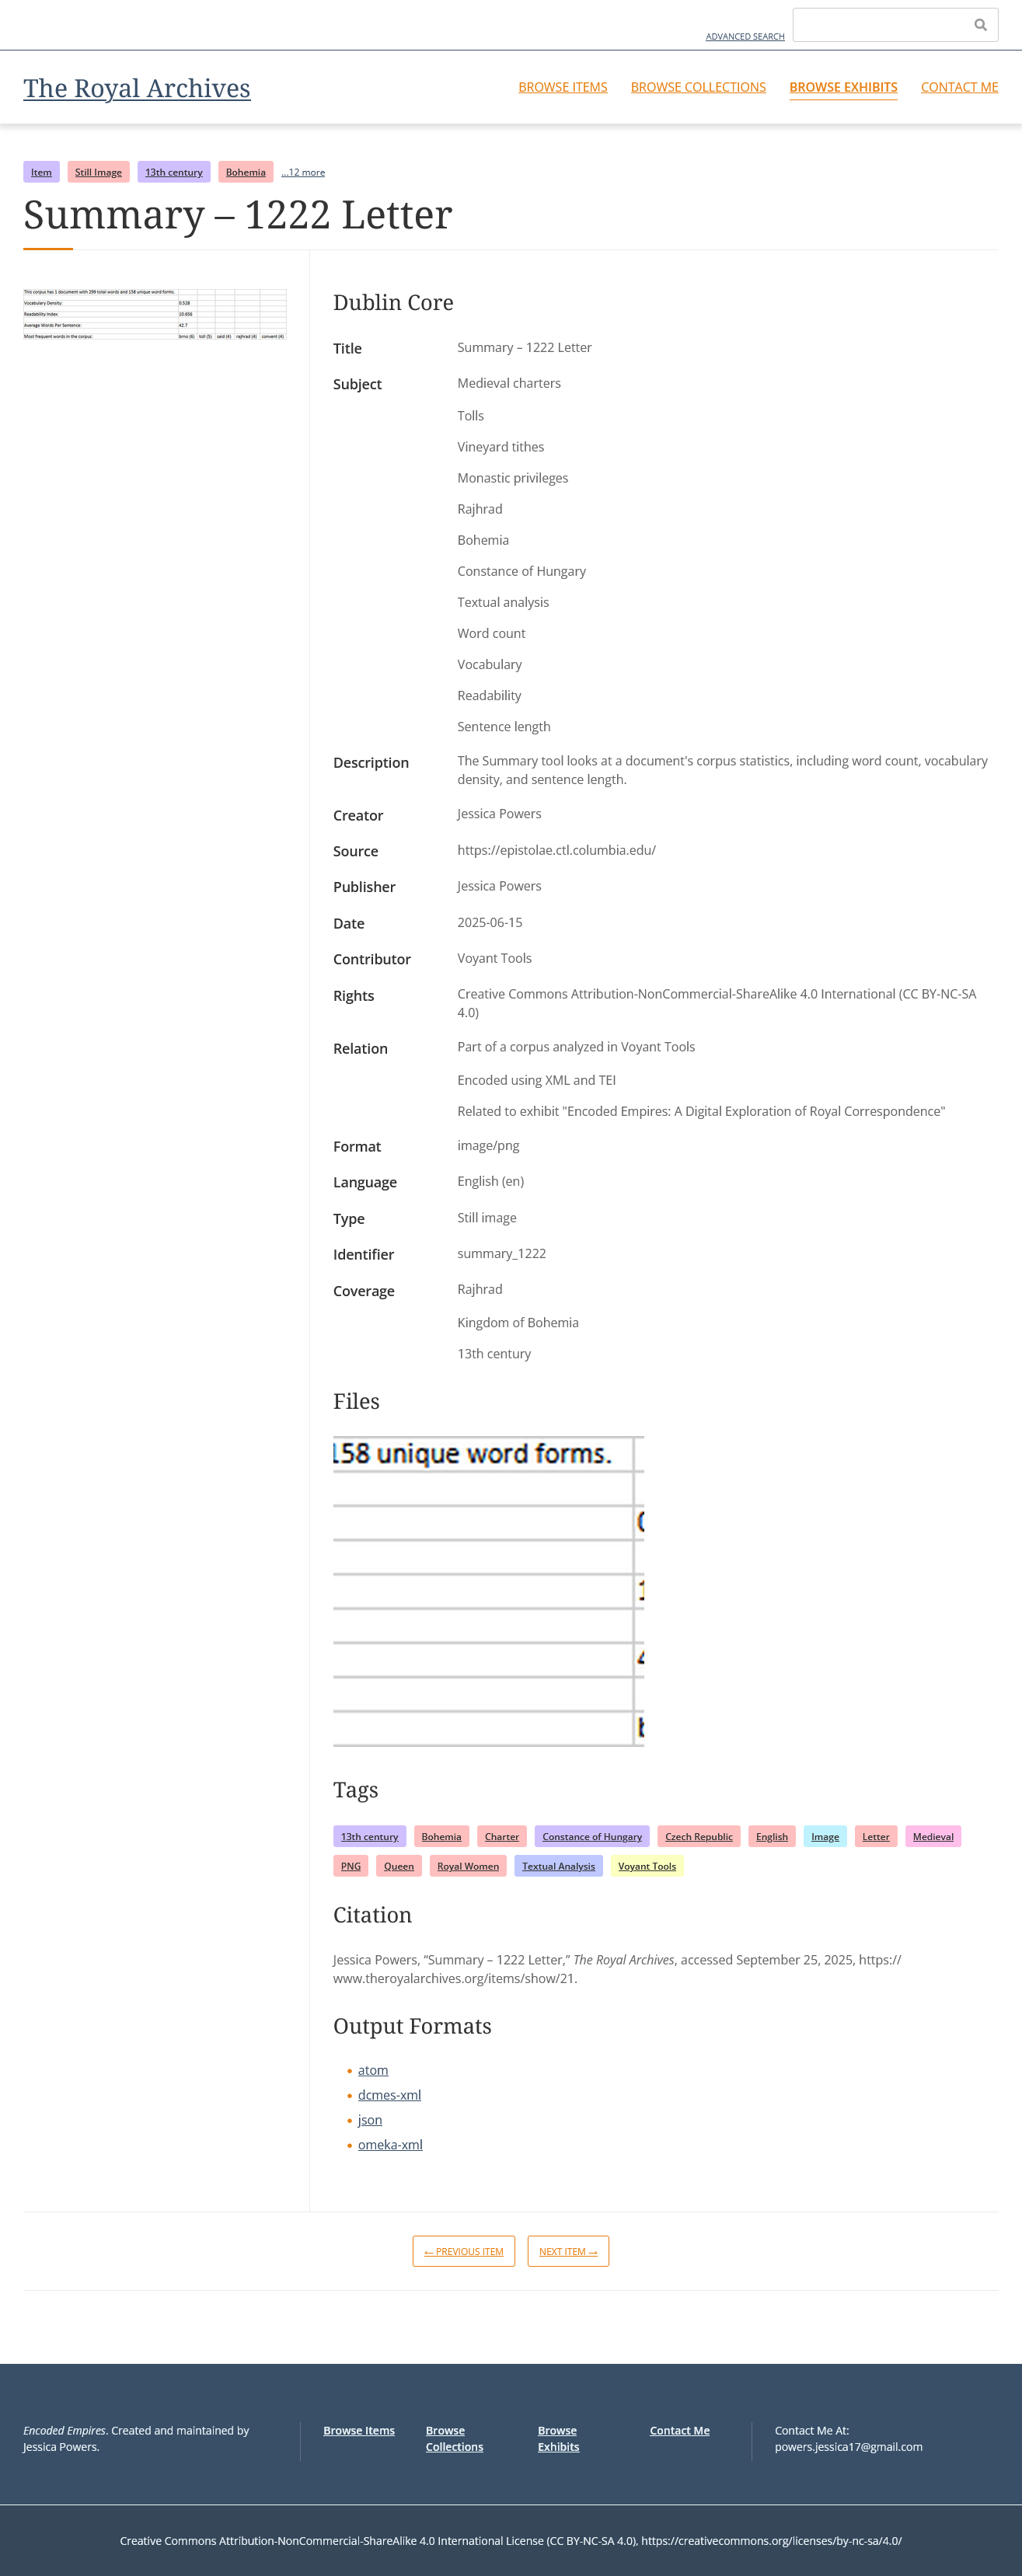 ADVANCED SEARCH
The Royal Archives
BROWSE ITEMS BROWSE COLLECTIONS BROWSE EXHIBITS CONTACT ME
Item Still Image 13th century Bohemia ...12 more
Summary – 1222 Letter
This corpus has 1 document with 299 total words and 158 unique word forms.
Vocabulary Density: 0.528
Readability Index: 10.656
Average Words Per Sentence: 42.7
Most frequent words in the corpus: brno (6) toll (5) said (4) rajhrad (4) convent (4)
Dublin Core
Title Summary – 1222 Letter
Subject Medieval charters
Tolls
Vineyard tithes
Monastic privileges
Rajhrad
Bohemia
Constance of Hungary
Textual analysis
Word count
Vocabulary
Readability
Sentence length
Description The Summary tool looks at a document's corpus statistics, including word count, vocabulary
density, and sentence length.
Creator Jessica Powers
Source https://epistolae.ctl.columbia.edu/
Publisher Jessica Powers
Date 2025-06-15
Contributor Voyant Tools
Rights Creative Commons Attribution-NonCommercial-ShareAlike 4.0 International (CC BY-NC-SA
4.0)
Relation Part of a corpus analyzed in Voyant Tools
Encoded using XML and TEI
Related to exhibit "Encoded Empires: A Digital Exploration of Royal Correspondence"
Format image/png
Language English (en)
Type Still image
Identifier summary_1222
Coverage Rajhrad
Kingdom of Bohemia
13th century
Files
158 unique word forms.
Tags
13th century Bohemia Charter Constance of Hungary Czech Republic English Image Letter Medieval
PNG Queen Royal Women Textual Analysis Voyant Tools
Citation
Jessica Powers, “Summary – 1222 Letter,” The Royal Archives, accessed September 25, 2025, https://
www.theroyalarchives.org/items/show/21.
Output Formats
atom
dcmes-xml
json
omeka-xml
← PREVIOUS ITEM NEXT ITEM →
Encoded Empires. Created and maintained by
Jessica Powers.
Browse Items
Browse
Collections
Browse
Exhibits
Contact Me
Contact Me At:
powers.jessica17@gmail.com
Creative Commons Attribution-NonCommercial-ShareAlike 4.0 International License (CC BY-NC-SA 4.0), https://creativecommons.org/licenses/by-nc-sa/4.0/